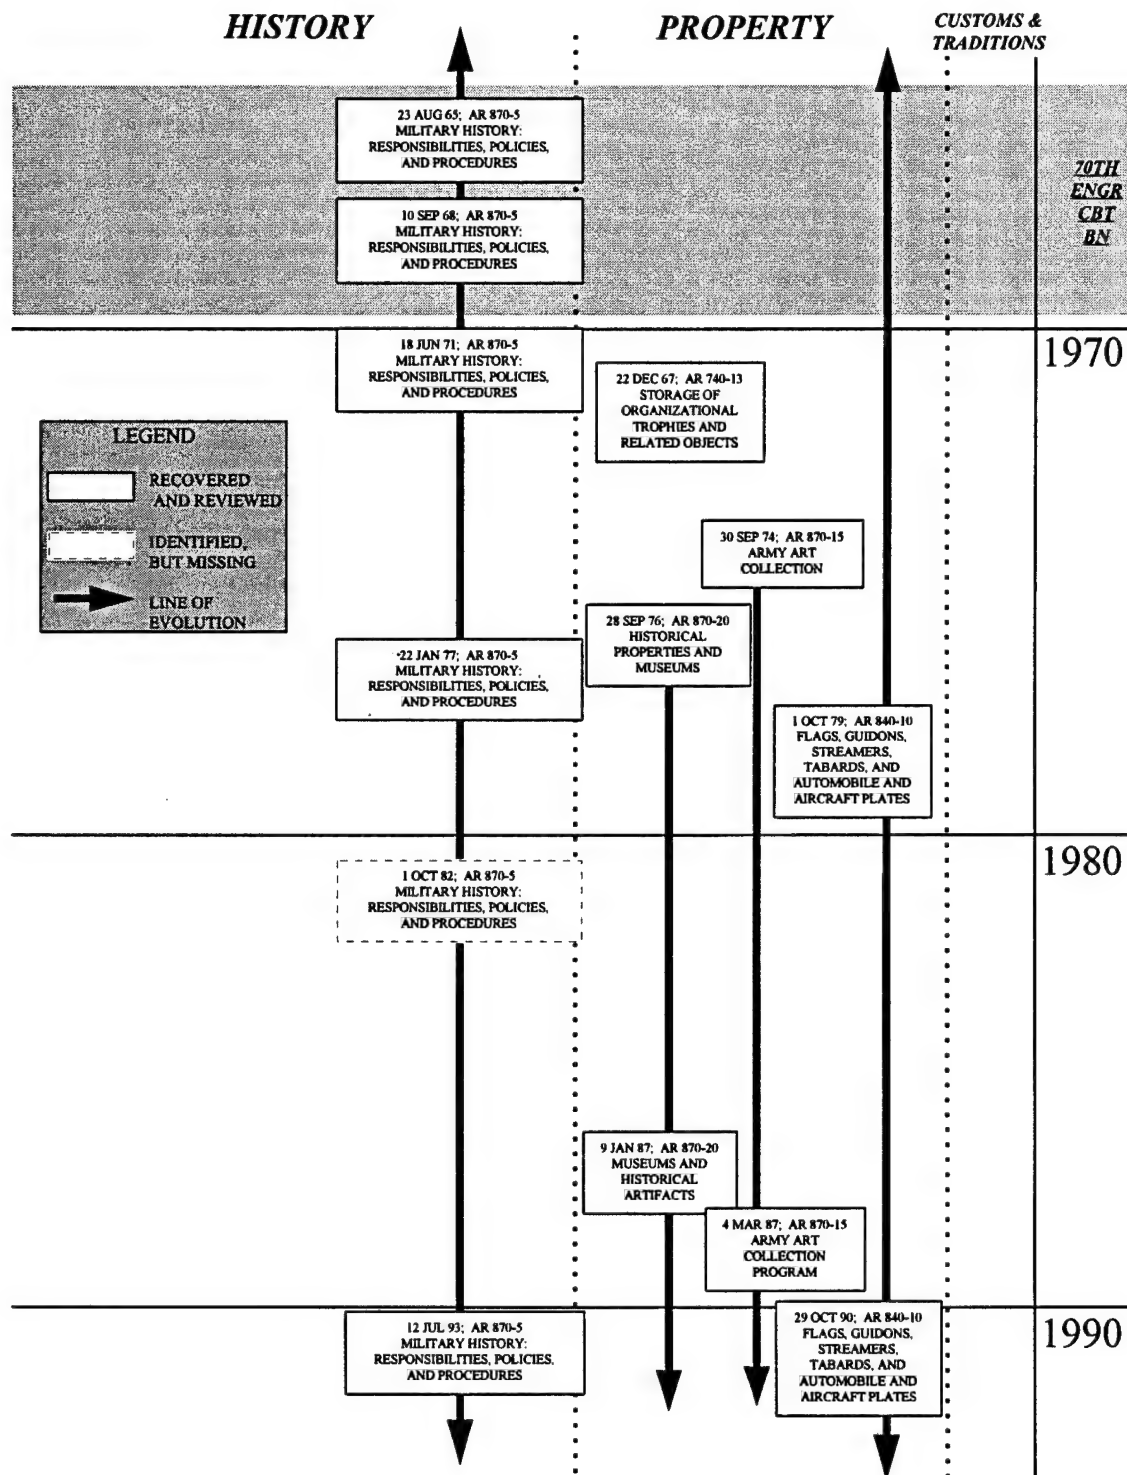 HISTORY
PROPERTY
CUSTOMS &
TRADITIONS
23 AUG 65; AR 870-5
MILITARY HISTORY:
RESPONSIBILITIES, POLICIES,
AND PROCEDURES
10 SEP 68; AR 870-5
MILITARY HISTORY:
RESPONSIBILITIES, POLICIES,
AND PROCEDURES
70TH
ENGR
CBT
BN
1970
18 JUN 71; AR 870-5
MILITARY HISTORY:
RESPONSIBILITIES, POLICIES,
AND PROCEDURES
22 DEC 67; AR 740-13
STORAGE OF
ORGANIZATIONAL
TROPHIES AND
RELATED OBJECTS
LEGEND
RECOVERED
AND REVIEWED
IDENTIFIED,
BUT MISSING
LINE OF
EVOLUTION
30 SEP 74; AR 870-15
ARMY ART
COLLECTION
28 SEP 76; AR 870-20
HISTORICAL
PROPERTIES AND
MUSEUMS
22 JAN 77; AR 870-5
MILITARY HISTORY:
RESPONSIBILITIES, POLICIES,
AND PROCEDURES
1 OCT 79; AR 840-10
FLAGS, GUIDONS,
STREAMERS,
TABARDS, AND
AUTOMOBILE AND
AIRCRAFT PLATES
1980
1 OCT 82; AR 870-5
MILITARY HISTORY:
RESPONSIBILITIES, POLICIES,
AND PROCEDURES
9 JAN 87; AR 870-20
MUSEUMS AND
HISTORICAL
ARTIFACTS
4 MAR 87; AR 870-15
ARMY ART
COLLECTION
PROGRAM
1990
12 JUL 93; AR 870-5
MILITARY HISTORY:
RESPONSIBILITIES, POLICIES,
AND PROCEDURES
29 OCT 90; AR 840-10
FLAGS, GUIDONS,
STREAMERS,
TABARDS, AND
AUTOMOBILE AND
AIRCRAFT PLATES